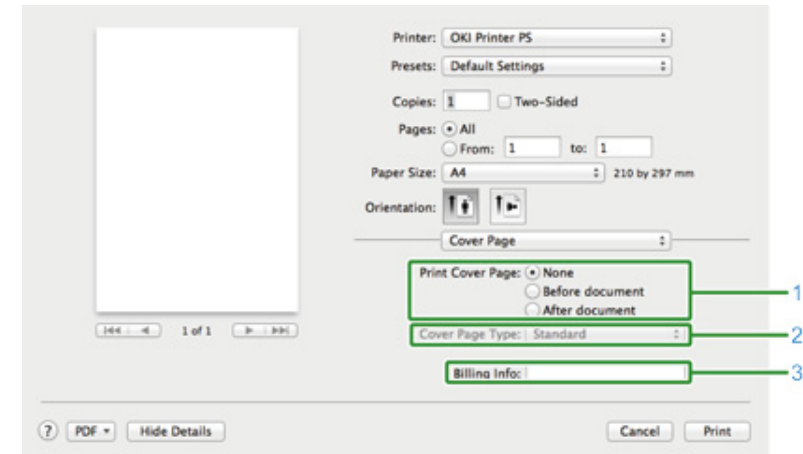 Printer: OKI Printer PS
Presets: Default Settings
Copies: 1 Two-Sided
Pages: All
From: 1 to: 1
Paper Size: A4 210 by 297 mm
Orientation:
Cover Page
Print Cover Page: None
Before document
After document
1
Cover Page Type: Standard
2
Billing Info:
3
1 of 1
? PDF Hide Details Cancel Print